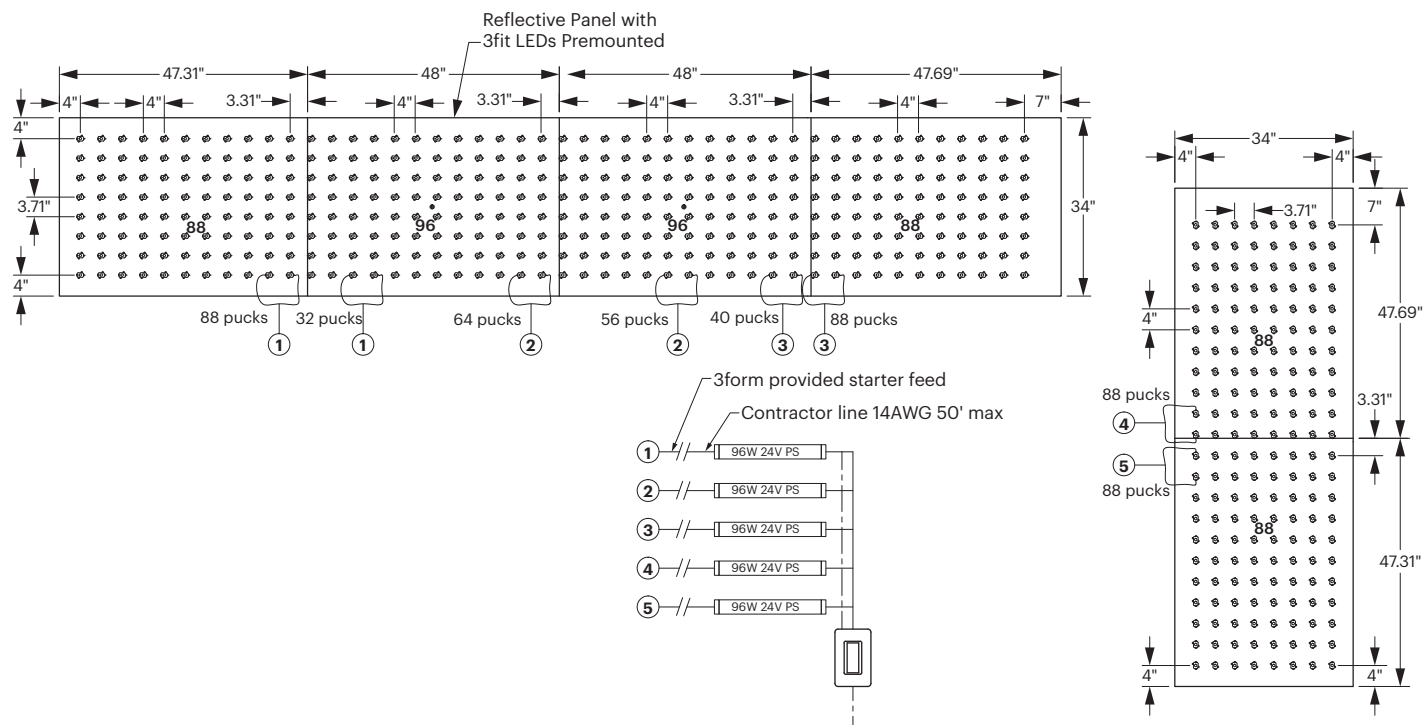 Reflective Panel with
3fit LEDs Premounted
47.31" 48" 48" 47.69"
4" 4" 3.31" 4" 3.31" 4" 3.31" 4" 7"
4"
3.71"
4"
88 96 96 88
34"
88 pucks 32 pucks 64 pucks 56 pucks 40 pucks 88 pucks
1 1 2 2 3 3
3form provided starter feed
Contractor line 14AWG 50' max
1 96W 24V PS
2 96W 24V PS
3 96W 24V PS
4 96W 24V PS
5 96W 24V PS
34"
4" 4"
3.71" 7"
4"
88
47.69"
88 pucks
3.31"
4
5
88 pucks
88
47.31"
4" 4"